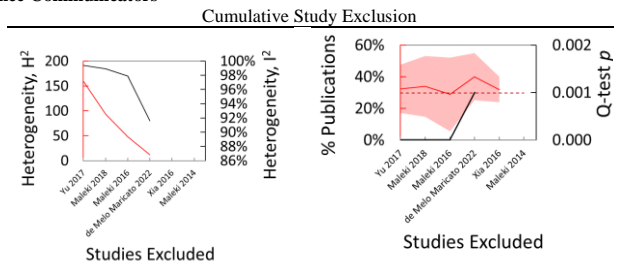 nce Communicators
Cumulative Study Exclusion
Heterogeneity, H2
200
150
100
50
0
100%
98%
96%
94%
92%
90%
88%
86%
Heterogeneity, I2
Yu 2017
Maleki 2018
Maleki 2016
de Melo Maricato 2022
Xia 2016
Maleki 2014
Studies Excluded
% Publications
60%
40%
20%
0%
0.002
0.001
0.000
Q-test p
Yu 2017
Maleki 2018
Maleki 2016
de Melo Maricato 2022
Xia 2016
Maleki 2014
Studies Excluded